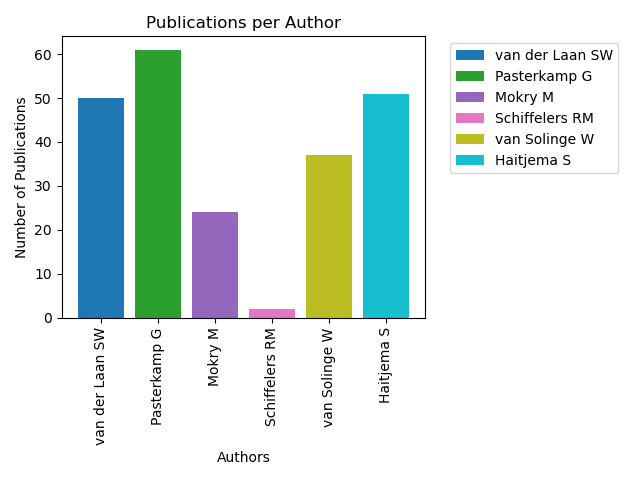 Publications per Author
Number of Publications
60
50
40
30
20
10
0
van der Laan SW
Pasterkamp G
Mokry M
Schiffelers RM
van Solinge W
Haitjema S
Authors
van der Laan SW
Pasterkamp G
Mokry M
Schiffelers RM
van Solinge W
Haitjema S